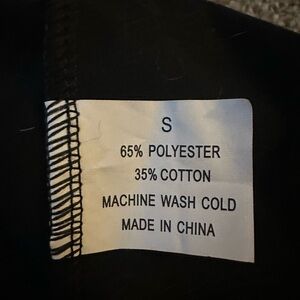 S
65% POLYESTER
35% COTTON
MACHINE WASH COLD
MADE IN CHINA